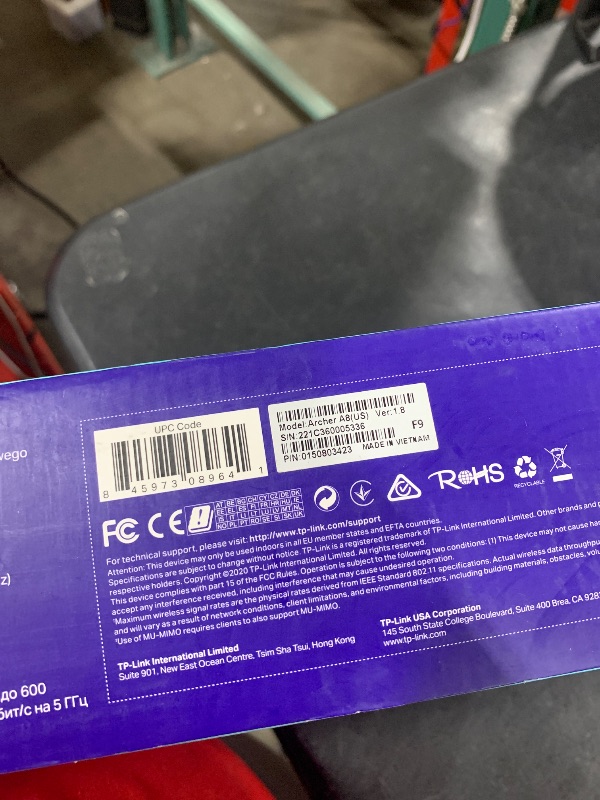 wego
UPC Code
8 45973 08964 1
Model:Archer A8(US) Ver:1.8
S/N:221C360005336
P/N:0150803423 MADE IN VIETNAM
F9
FC CE
RoHS
RECYCLABLE
For technical support, please visit: http://www.tp-link.com/support
Attention: This device may only be used indoors in all EU member states and EFTA countries.
Specifications are subject to change without notice. TP-Link is a registered trademark of TP-Link International Limited. Other brands and
respective holders. Copyright ©2020 TP-Link International Limited. All rights reserved.
This device complies with part 15 of the FCC Rules. Operation is subject to the following two conditions: (1) This device may not cause
accept any interference received, including interference that may cause undesired operation.
¹Maximum wireless signal rates are the physical rates derived from IEEE Standard 802.11 specifications. Actual wireless data throughput
and will vary as a result of network conditions, client limitations, and environmental factors, including building materials, obstacles,
²Use of MU-MIMO requires clients to also support MU-MIMO.
TP-Link International Limited
Suite 901, New East Ocean Centre, Tsim Sha Tsui, Hong Kong
TP-Link USA Corporation
145 South State College Boulevard, Suite 400 Brea, CA
www.tp-link.com
z)
до 600
бит/с на 5 ГГц